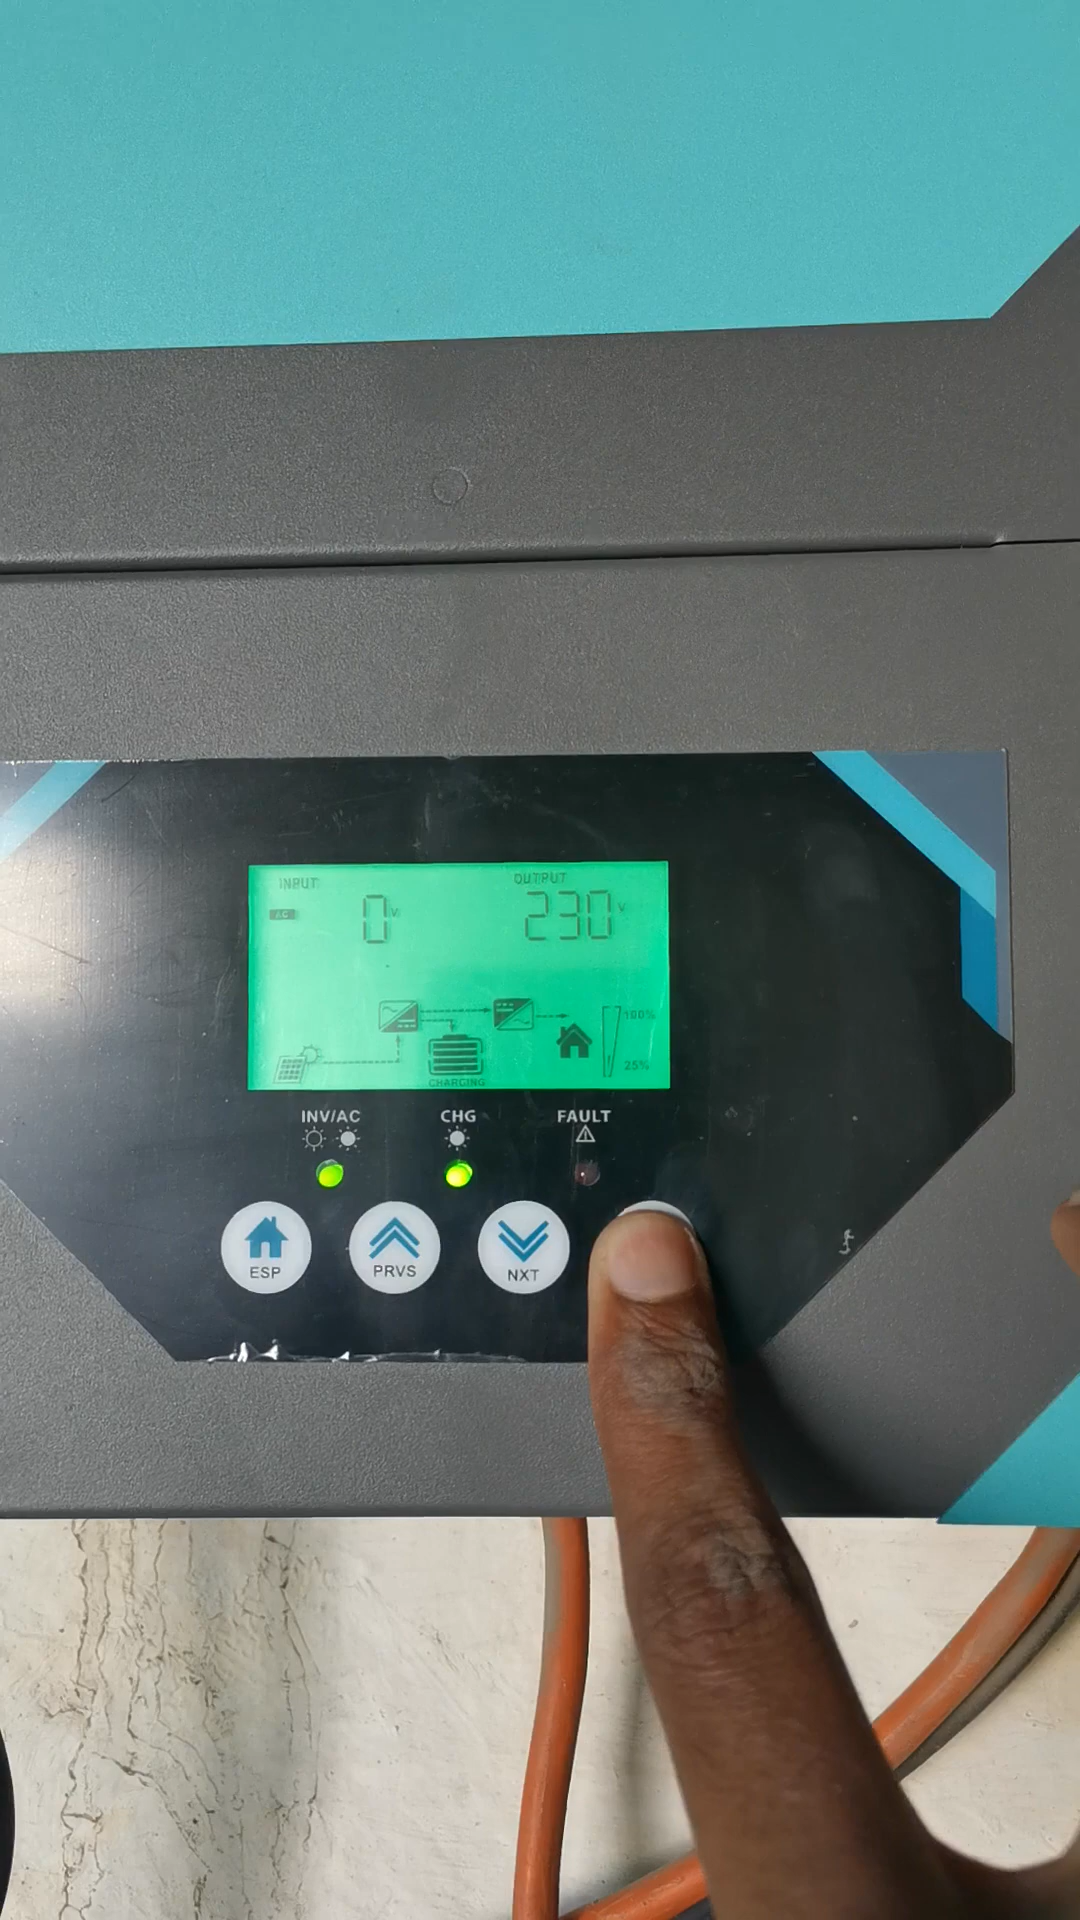 INPUT OUTPUT
AC 0V 230V
100%
25%
CHARGING
INV/AC CHG FAULT
ESP PRVS NXT